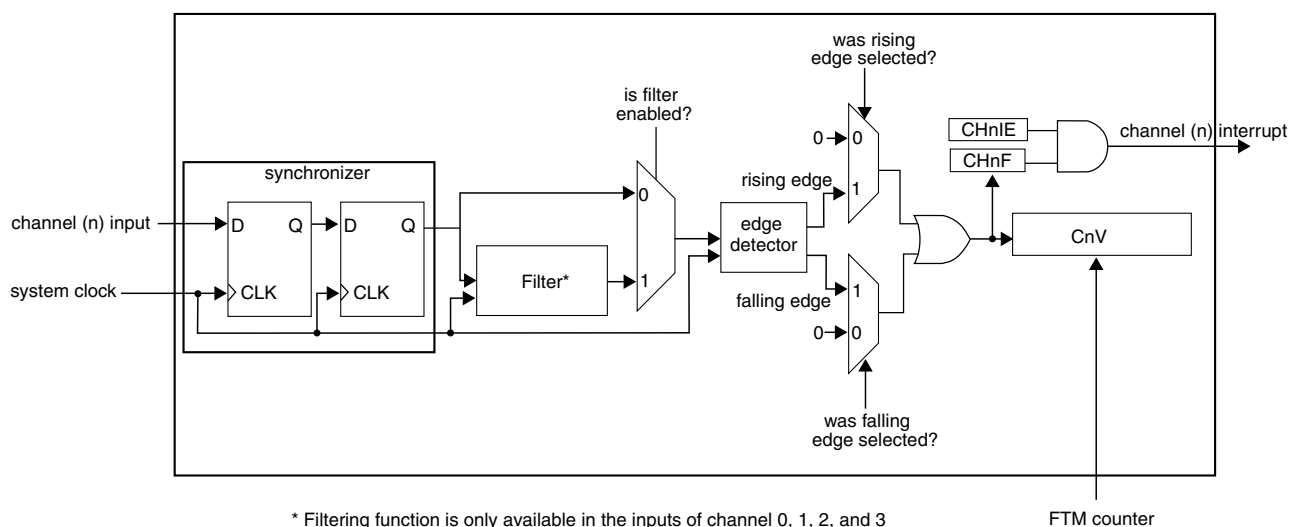 was rising
edge selected?
is filter
enabled?
0
0
CHnIE
channel (n) interrupt
CHnF
synchronizer
rising edge
1
0
channel (n) input
D
Q
D
Q
edge
detector
CnV
Filter*
1
system clock
CLK
CLK
falling edge
1
0
0
was falling
edge selected?
* Filtering function is only available in the inputs of channel 0, 1, 2, and 3
FTM counter